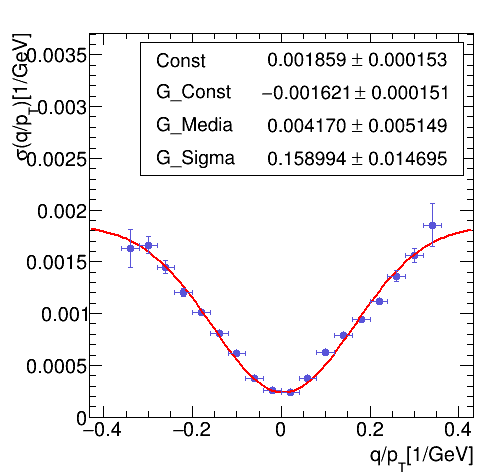 σ(q/p_T)[1/GeV]
0.0035
0.003
0.0025
0.002
0.0015
0.001
0.0005
0
Const 0.001859 ± 0.000153
G_Const −0.001621 ± 0.000151
G_Media 0.004170 ± 0.005149
G_Sigma 0.158994 ± 0.014695
−0.4 −0.2 0 0.2 0.4
q/p_T[1/GeV]